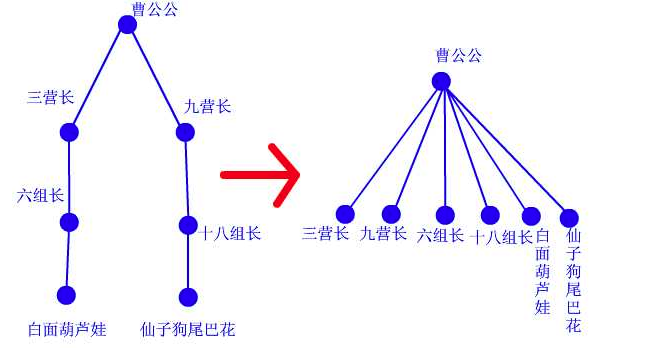 曹公公
三营长
九营长
六组长
十八组长
白面葫芦娃
仙子狗尾巴花
曹公公
三营长
九营长
六组长
十八组长
白面葫芦娃
仙子狗尾巴花